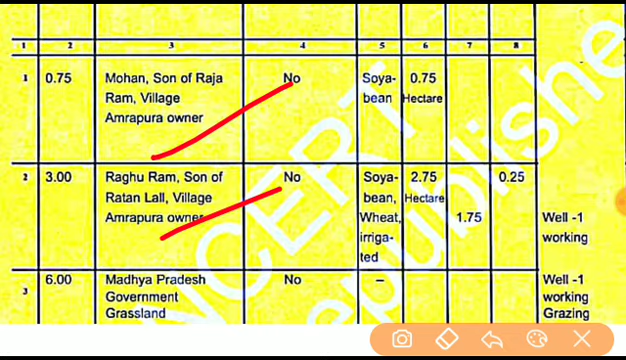 1 2 3 4 5 6 7 8
1 0.75 Mohan, Son of Raja No Soya- 0.75
Ram, Village bean Hectare
Amrapura owner
2 3.00 Raghu Ram, Son of No Soya- 2.75 0.25
Ratan Lall, Village bean, Hectare
Amrapura owner Wheat, 1.75 Well -1
irriga- working
ted
3 6.00 Madhya Pradesh No – Well -1
Government working
Grassland Grazing
NCERT
republishe